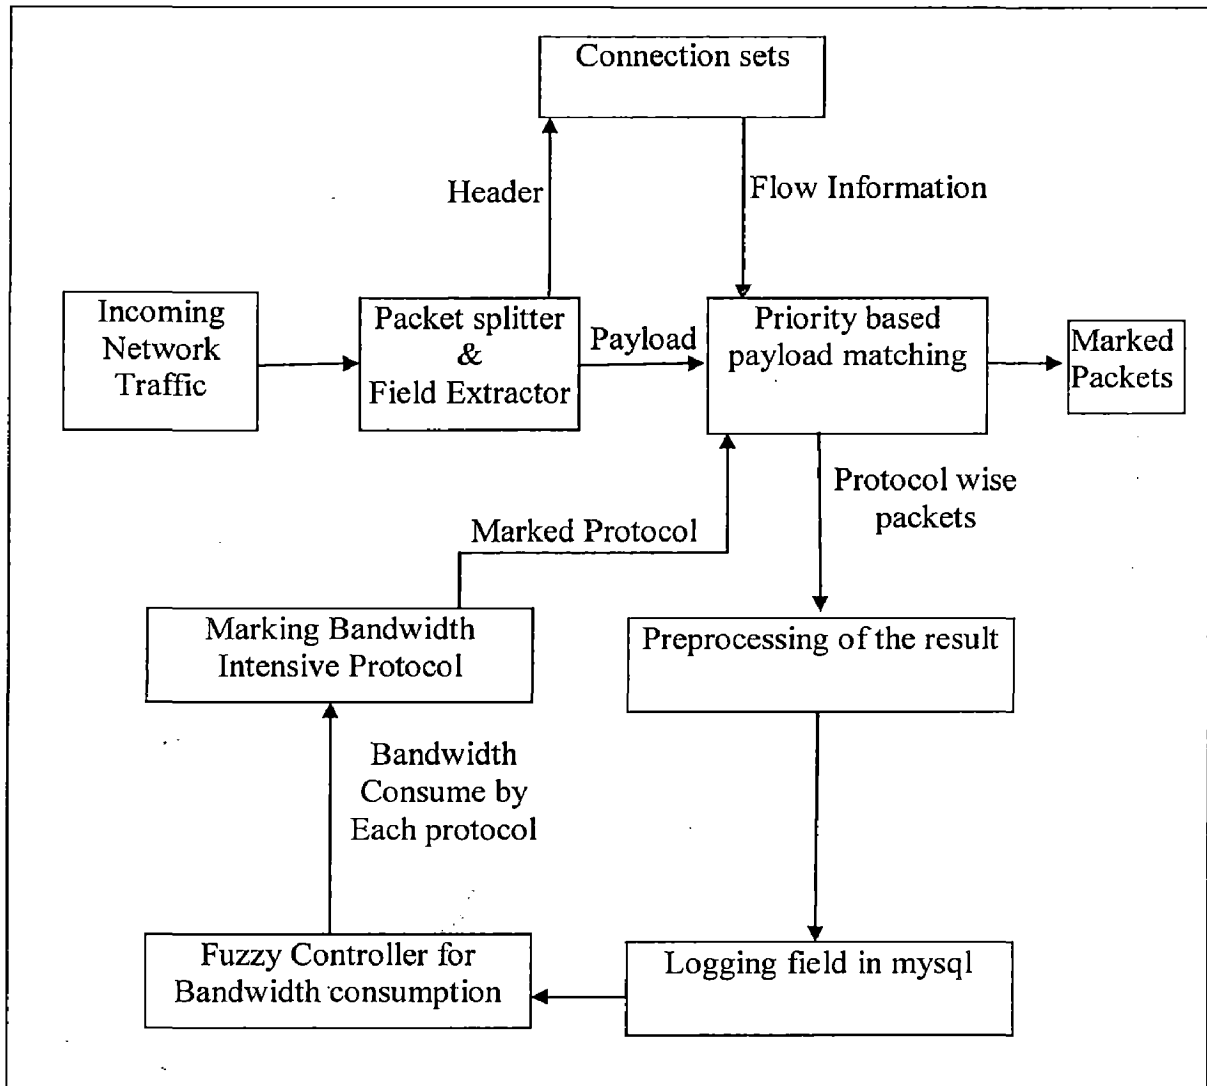 Connection sets
Header
Flow Information
Incoming
Network
Traffic
Packet splitter
&
Field Extractor
Payload
Priority based
payload matching
Marked
Packets
Protocol wise
packets
Marked Protocol
Marking Bandwidth
Intensive Protocol
Preprocessing of the result
Bandwidth
Consume by
Each protocol
Fuzzy Controller for
Bandwidth consumption
Logging field in mysql